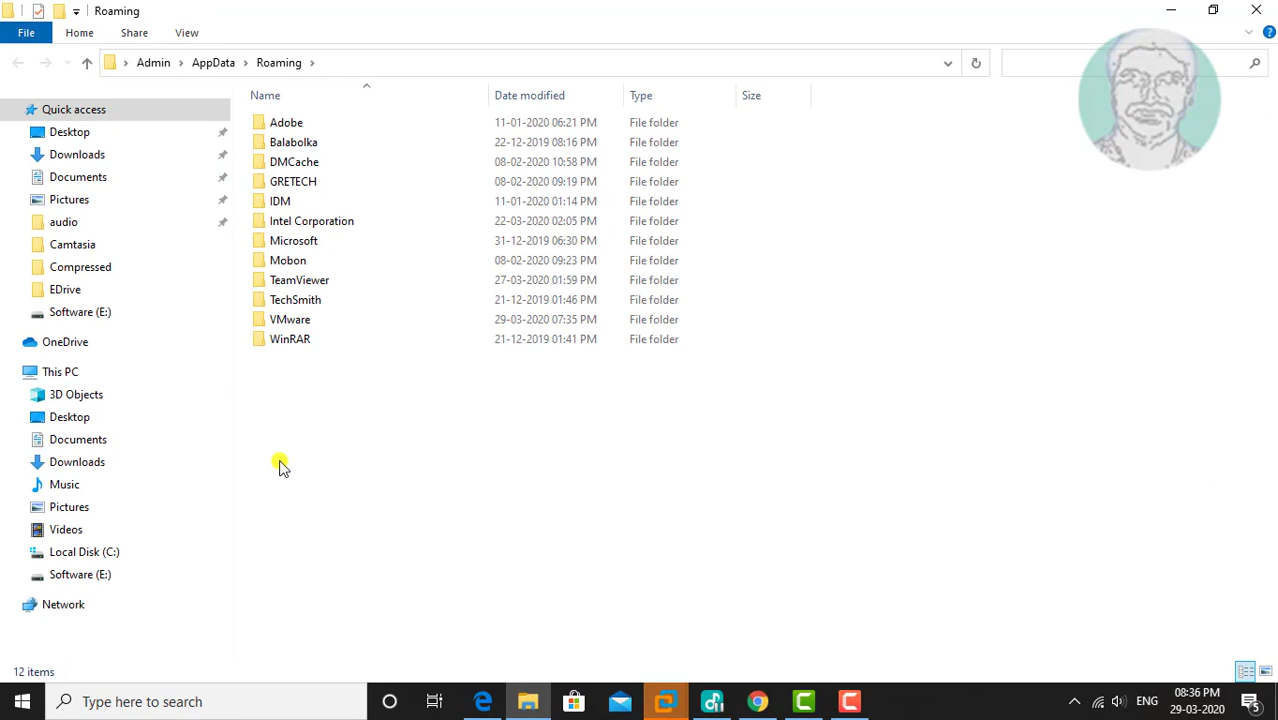 Roaming
File Home Share View
Admin AppData Roaming
Name Date modified Type Size
Quick access
Desktop
Downloads
Documents
Pictures
audio
Camtasia
Compressed
EDrive
Software (E:)
OneDrive
This PC
3D Objects
Desktop
Documents
Downloads
Music
Pictures
Videos
Local Disk (C:)
Software (E:)
Network
Adobe 11-01-2020 06:21 PM File folder
Balabolka 22-12-2019 08:16 PM File folder
DMCache 08-02-2020 10:58 PM File folder
GRETECH 08-02-2020 09:19 PM File folder
IDM 11-01-2020 01:14 PM File folder
Intel Corporation 22-03-2020 02:05 PM File folder
Microsoft 31-12-2019 06:30 PM File folder
Mobon 08-02-2020 09:23 PM File folder
TeamViewer 27-03-2020 01:59 PM File folder
TechSmith 21-12-2019 01:46 PM File folder
VMware 29-03-2020 07:35 PM File folder
WinRAR 21-12-2019 01:41 PM File folder
12 items
Type here to search
ENG
08:36 PM
29-03-2020
5